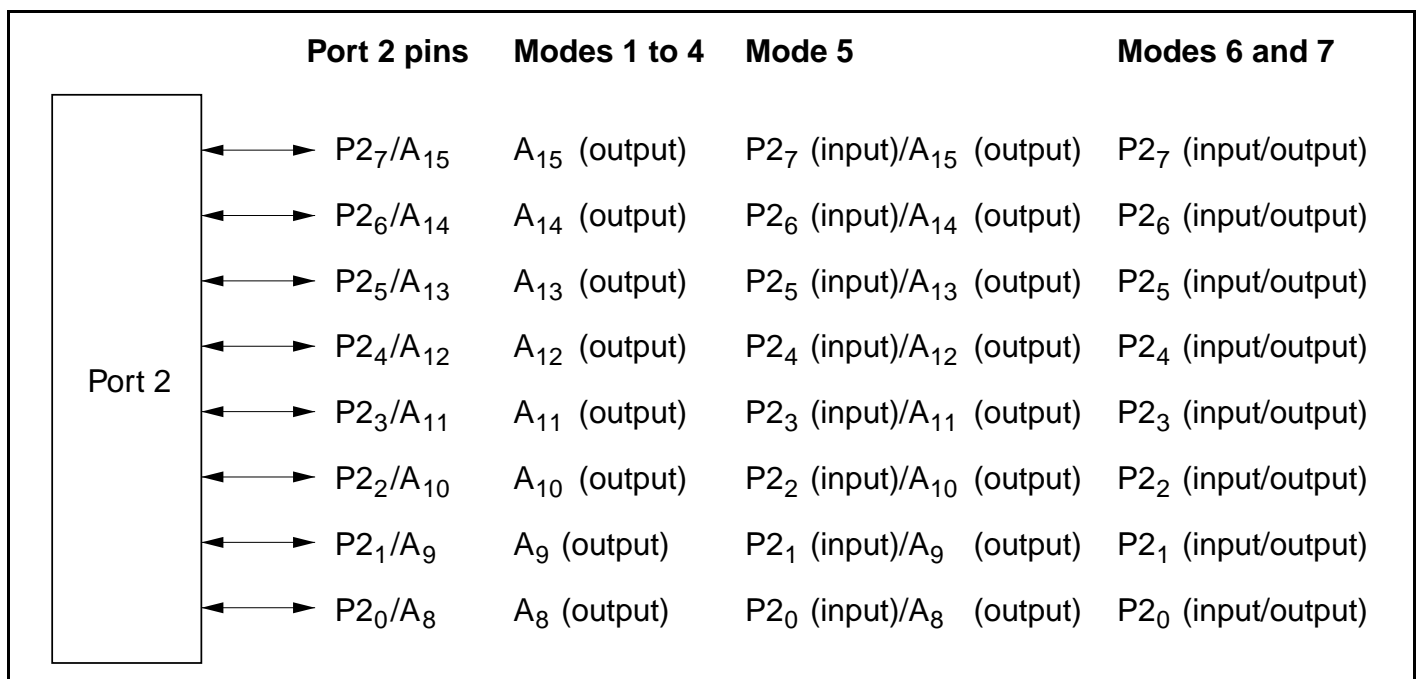 Port 2 pins Modes 1 to 4 Mode 5 Modes 6 and 7
P2₇/A₁₅ A₁₅ (output) P2₇ (input)/A₁₅ (output) P2₇ (input/output)
P2₆/A₁₄ A₁₄ (output) P2₆ (input)/A₁₄ (output) P2₆ (input/output)
P2₅/A₁₃ A₁₃ (output) P2₅ (input)/A₁₃ (output) P2₅ (input/output)
P2₄/A₁₂ A₁₂ (output) P2₄ (input)/A₁₂ (output) P2₄ (input/output)
Port 2
P2₃/A₁₁ A₁₁ (output) P2₃ (input)/A₁₁ (output) P2₃ (input/output)
P2₂/A₁₀ A₁₀ (output) P2₂ (input)/A₁₀ (output) P2₂ (input/output)
P2₁/A₉ A₉ (output) P2₁ (input)/A₉ (output) P2₁ (input/output)
P2₀/A₈ A₈ (output) P2₀ (input)/A₈ (output) P2₀ (input/output)